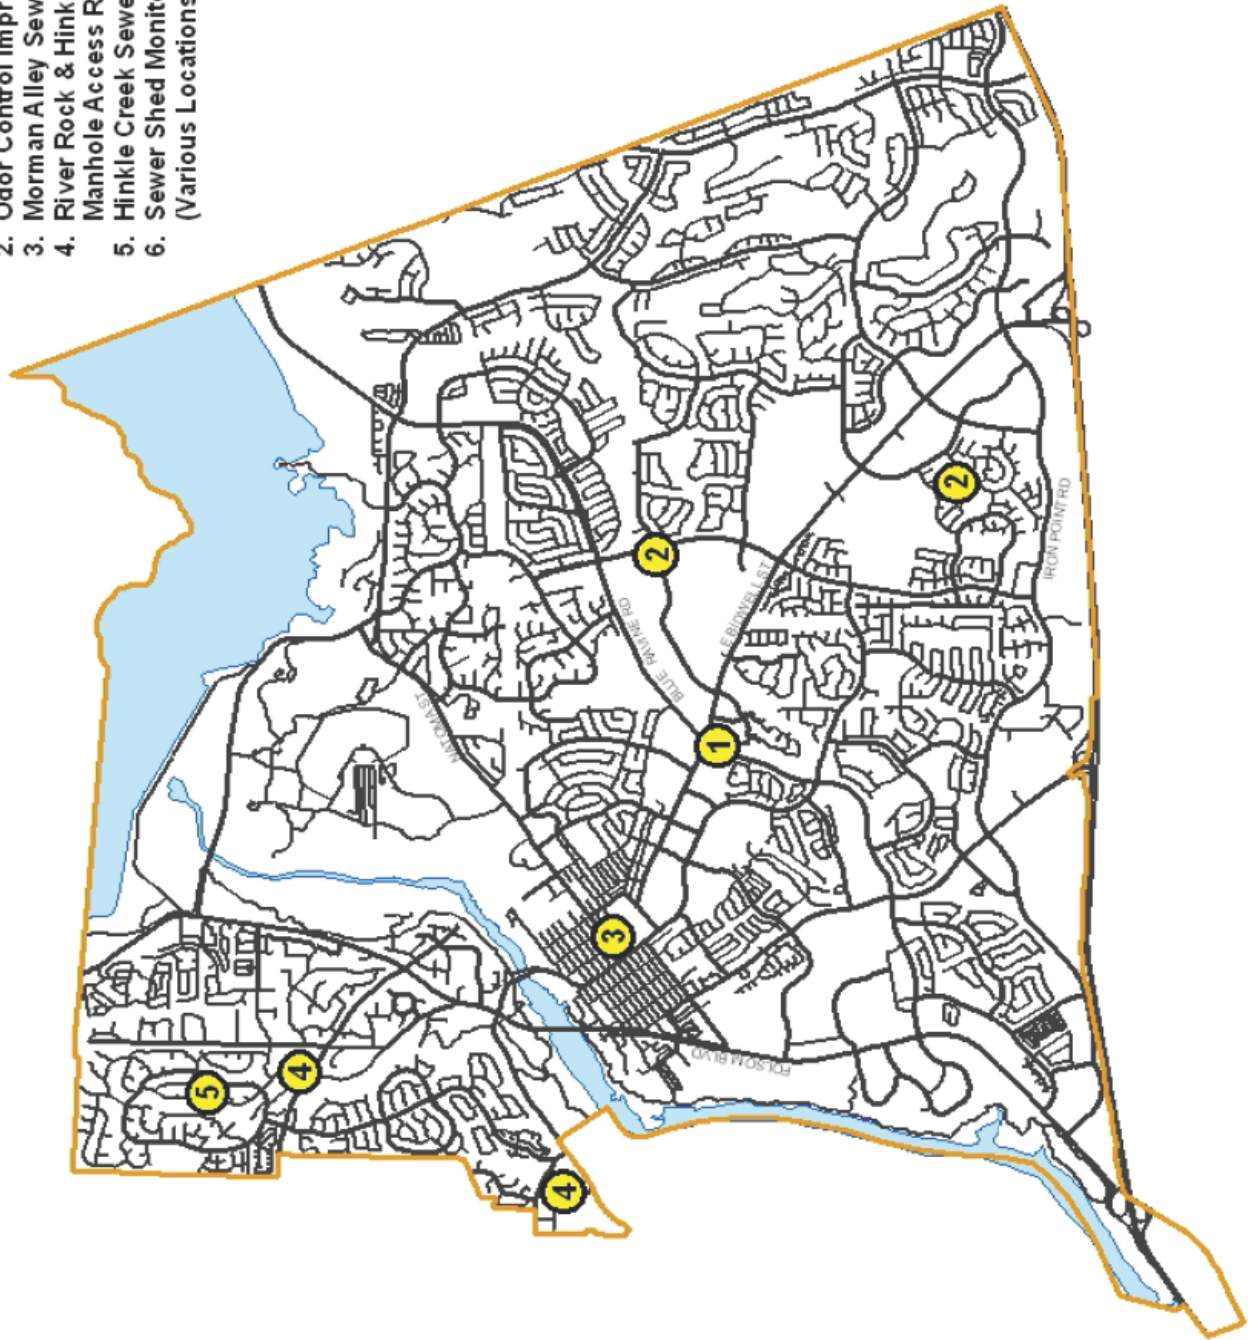 2. Odor Control Impr
3. Morman Alley Sew
4. River Rock & Hink
Manhole Access R
5. Hinkle Creek Sewe
6. Sewer Shed Monito
(Various Locations
5
4
4
3
1
2
2
NATOMA ST
BLUE RAVINE RD
E BIDWELL ST
IRON POINT RD
FOLSOM BLVD